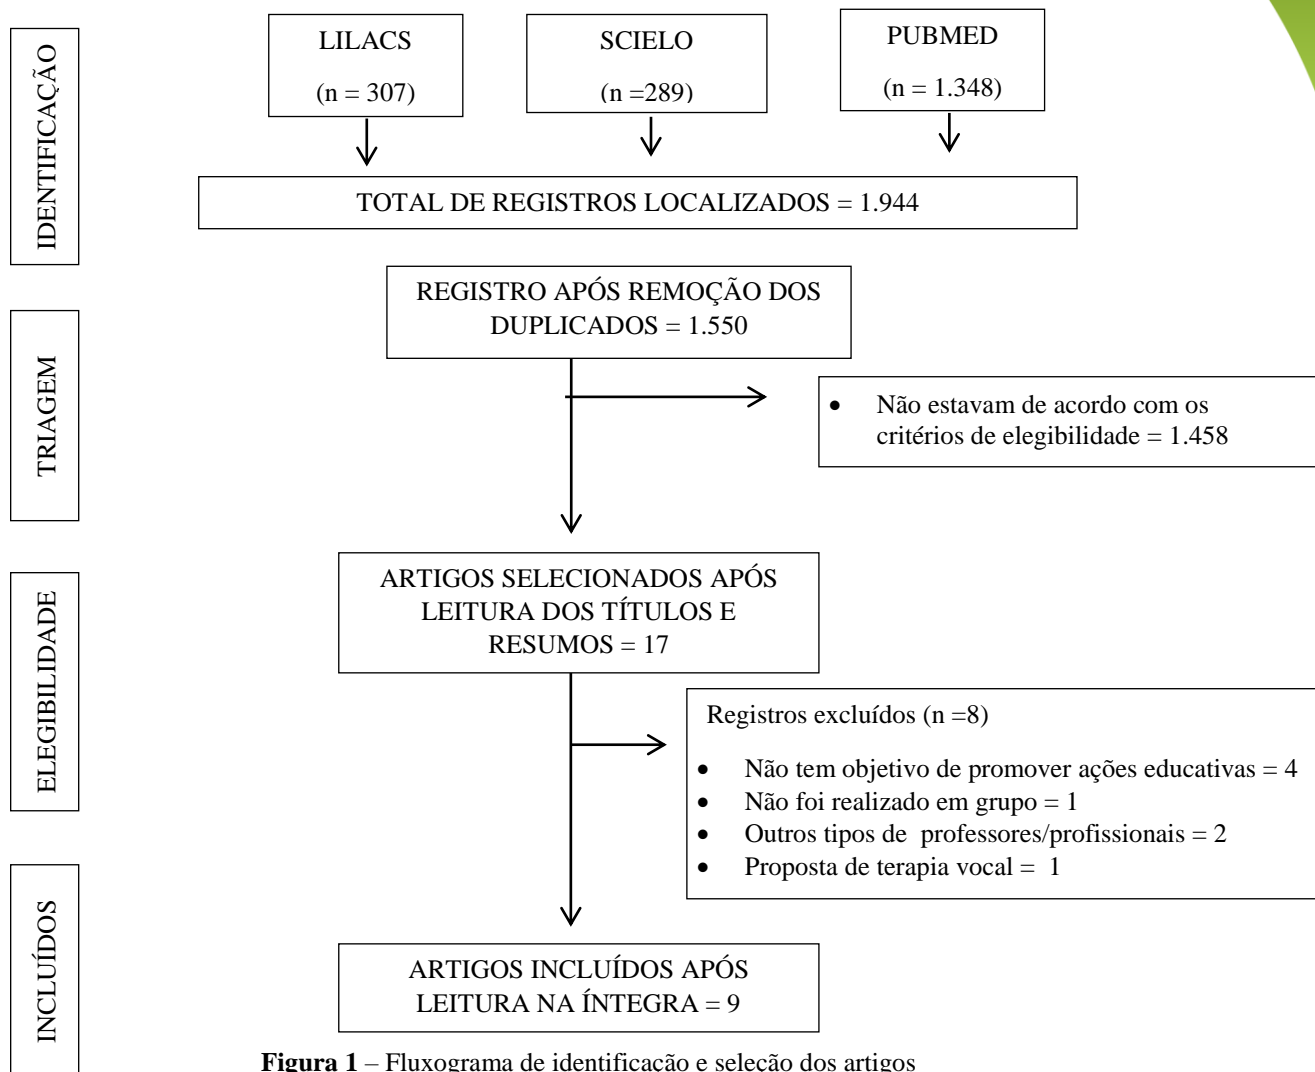 IDENTIFICAÇÃO
LILACS
(n = 307)
SCIELO
(n =289)
PUBMED
(n = 1.348)
TOTAL DE REGISTROS LOCALIZADOS = 1.944
TRIAGEM
REGISTRO APÓS REMOÇÃO DOS
DUPLICADOS = 1.550
• Não estavam de acordo com os
critérios de elegibilidade = 1.458
ELEGIBILIDADE
ARTIGOS SELECIONADOS APÓS
LEITURA DOS TÍTULOS E
RESUMOS = 17
Registros excluídos (n =8)
• Não tem objetivo de promover ações educativas = 4
• Não foi realizado em grupo = 1
• Outros tipos de professores/profissionais = 2
• Proposta de terapia vocal = 1
INCLUÍDOS
ARTIGOS INCLUÍDOS APÓS
LEITURA NA ÍNTEGRA = 9
Figura 1 – Fluxograma de identificação e seleção dos artigos